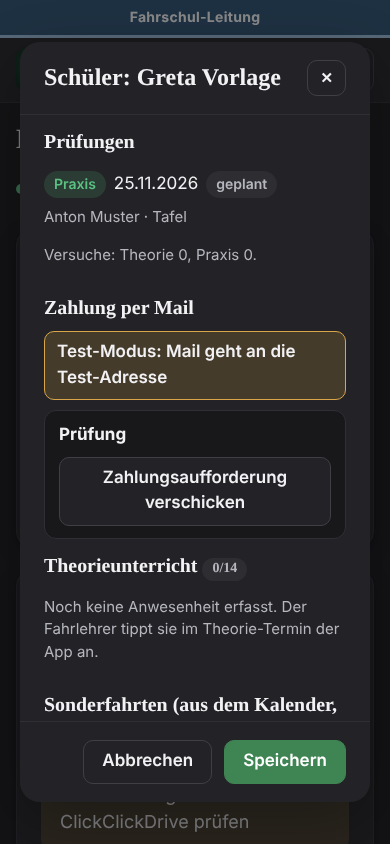 Fahrschul-Leitung
Schüler: Greta Vorlage
×
Prüfungen
Praxis 25.11.2026 geplant
Anton Muster · Tafel
Versuche: Theorie 0, Praxis 0.
Zahlung per Mail
Test-Modus: Mail geht an die
Test-Adresse
Prüfung
Zahlungsaufforderung
verschicken
Theorieunterricht 0/14
Noch keine Anwesenheit erfasst. Der
Fahrlehrer tippt sie im Theorie-Termin der
App an.
Sonderfahrten (aus dem Kalender,
Abbrechen Speichern
ClickClickDrive prüfen